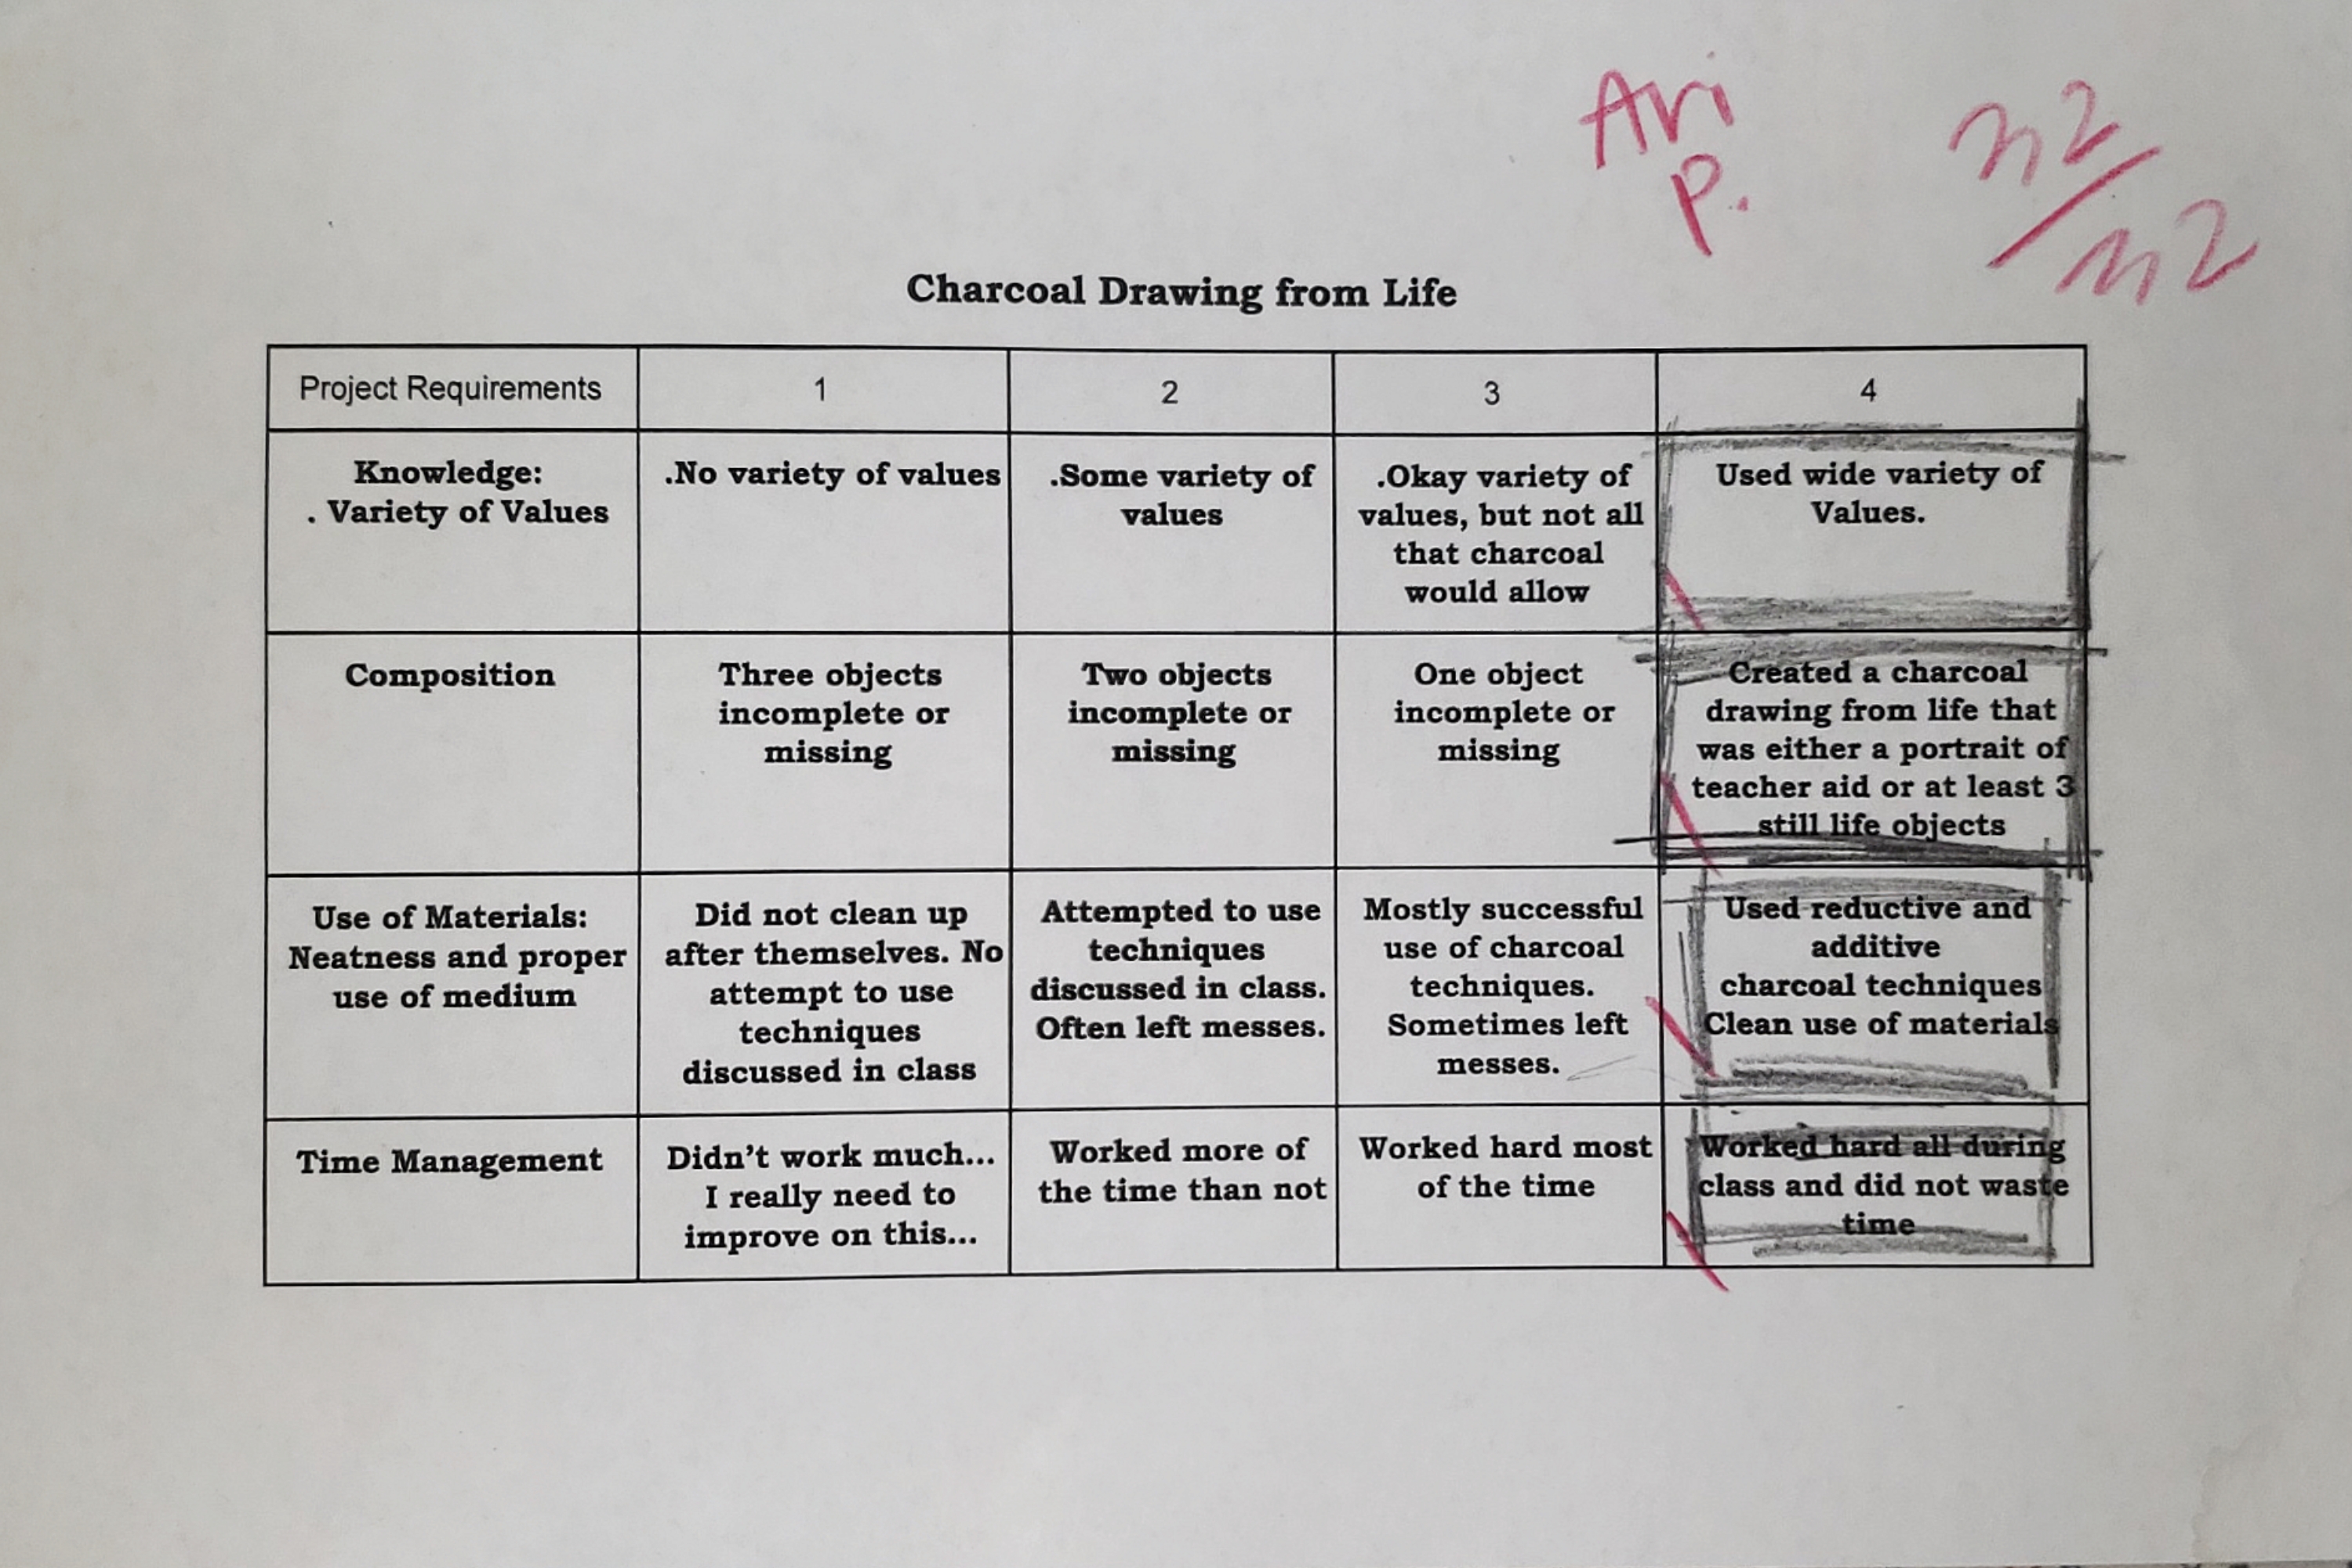 Ari
P.
32/32
Charcoal Drawing from Life
Project Requirements 1 2 3 4
Knowledge:
. Variety of Values
.No variety of values
.Some variety of
values
.Okay variety of
values, but not all
that charcoal
would allow
Used wide variety of
Values.
Composition
Three objects
incomplete or
missing
Two objects
incomplete or
missing
One object
incomplete or
missing
Created a charcoal
drawing from life that
was either a portrait of
teacher aid or at least 3
still life objects
Use of Materials:
Neatness and proper
use of medium
Did not clean up
after themselves. No
attempt to use
techniques
discussed in class
Attempted to use
techniques
discussed in class.
Often left messes.
Mostly successful
use of charcoal
techniques.
Sometimes left
messes.
Used reductive and
additive
charcoal techniques
Clean use of materials
Time Management
Didn’t work much...
I really need to
improve on this...
Worked more of
the time than not
Worked hard most
of the time
Worked hard all during
class and did not waste
time